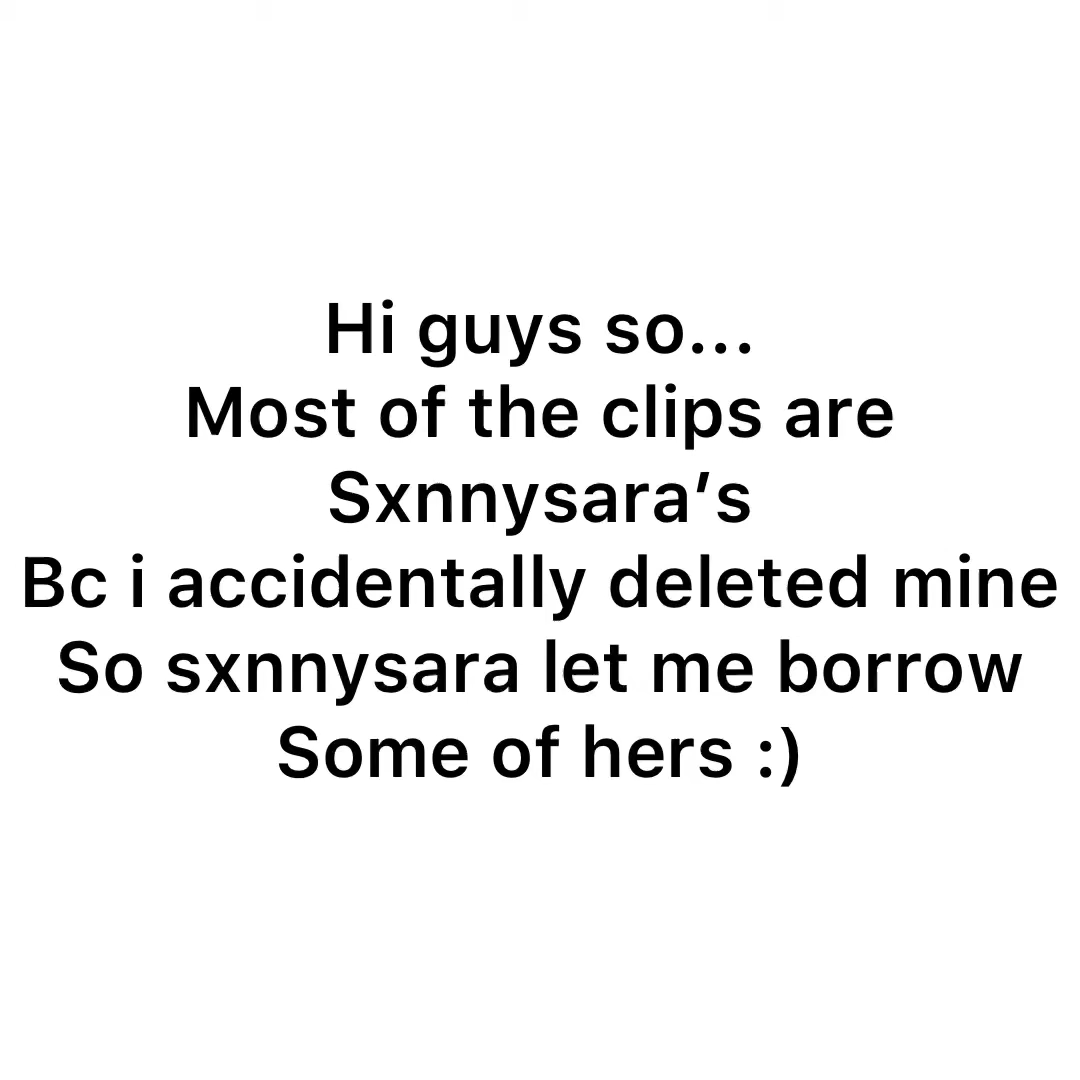 Hi guys so...
Most of the clips are
Sxnnysara’s
Bc i accidentally deleted mine
So sxnnysara let me borrow
Some of hers :)